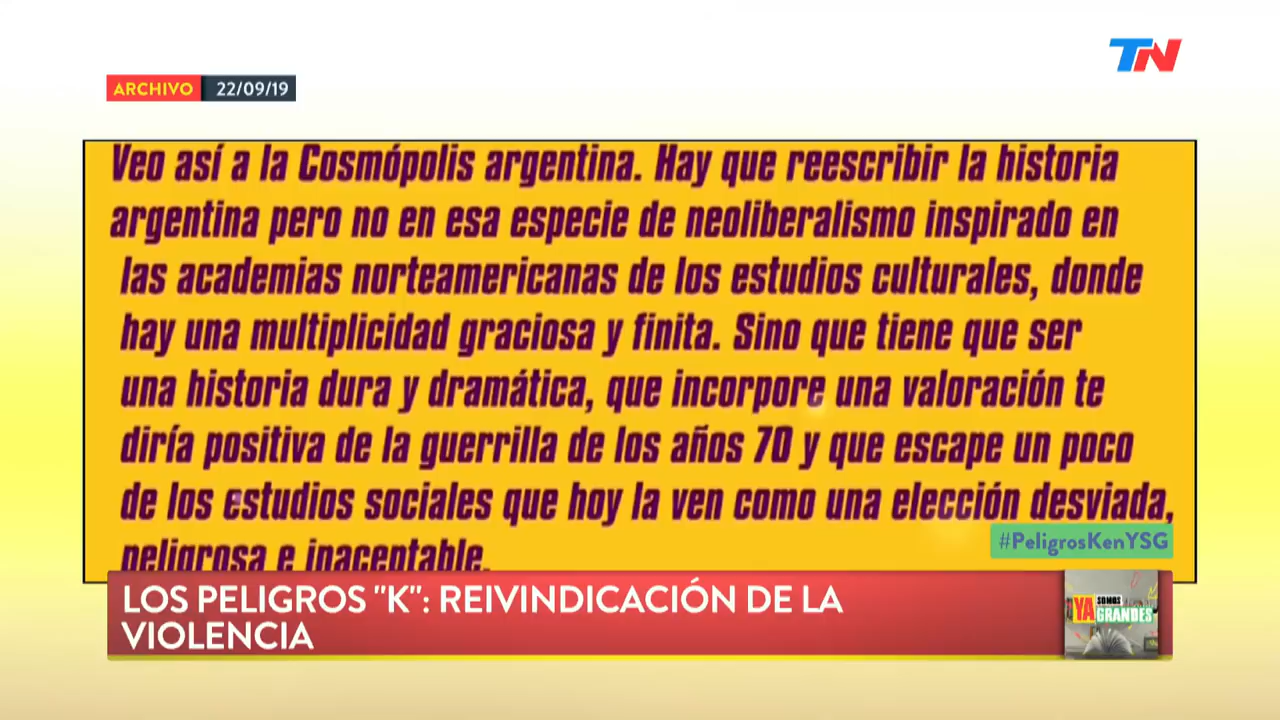 TN
ARCHIVO 22/09/19
Veo así a la Cosmópolis argentina. Hay que reescribir la historia
argentina pero no en esa especie de neoliberalismo inspirado en
las academias norteamericanas de los estudios culturales, donde
hay una multiplicidad graciosa y finita. Sino que tiene que ser
una historia dura y dramática, que incorpore una valoración te
diría positiva de la guerrilla de los años 70 y que escape un poco
de los estudios sociales que hoy la ven como una elección desviada,
peligrosa e inaceptable.
#PeligrosKenYSG
LOS PELIGROS "K": REIVINDICACIÓN DE LA
VIOLENCIA
YA SOMOS
GRANDES